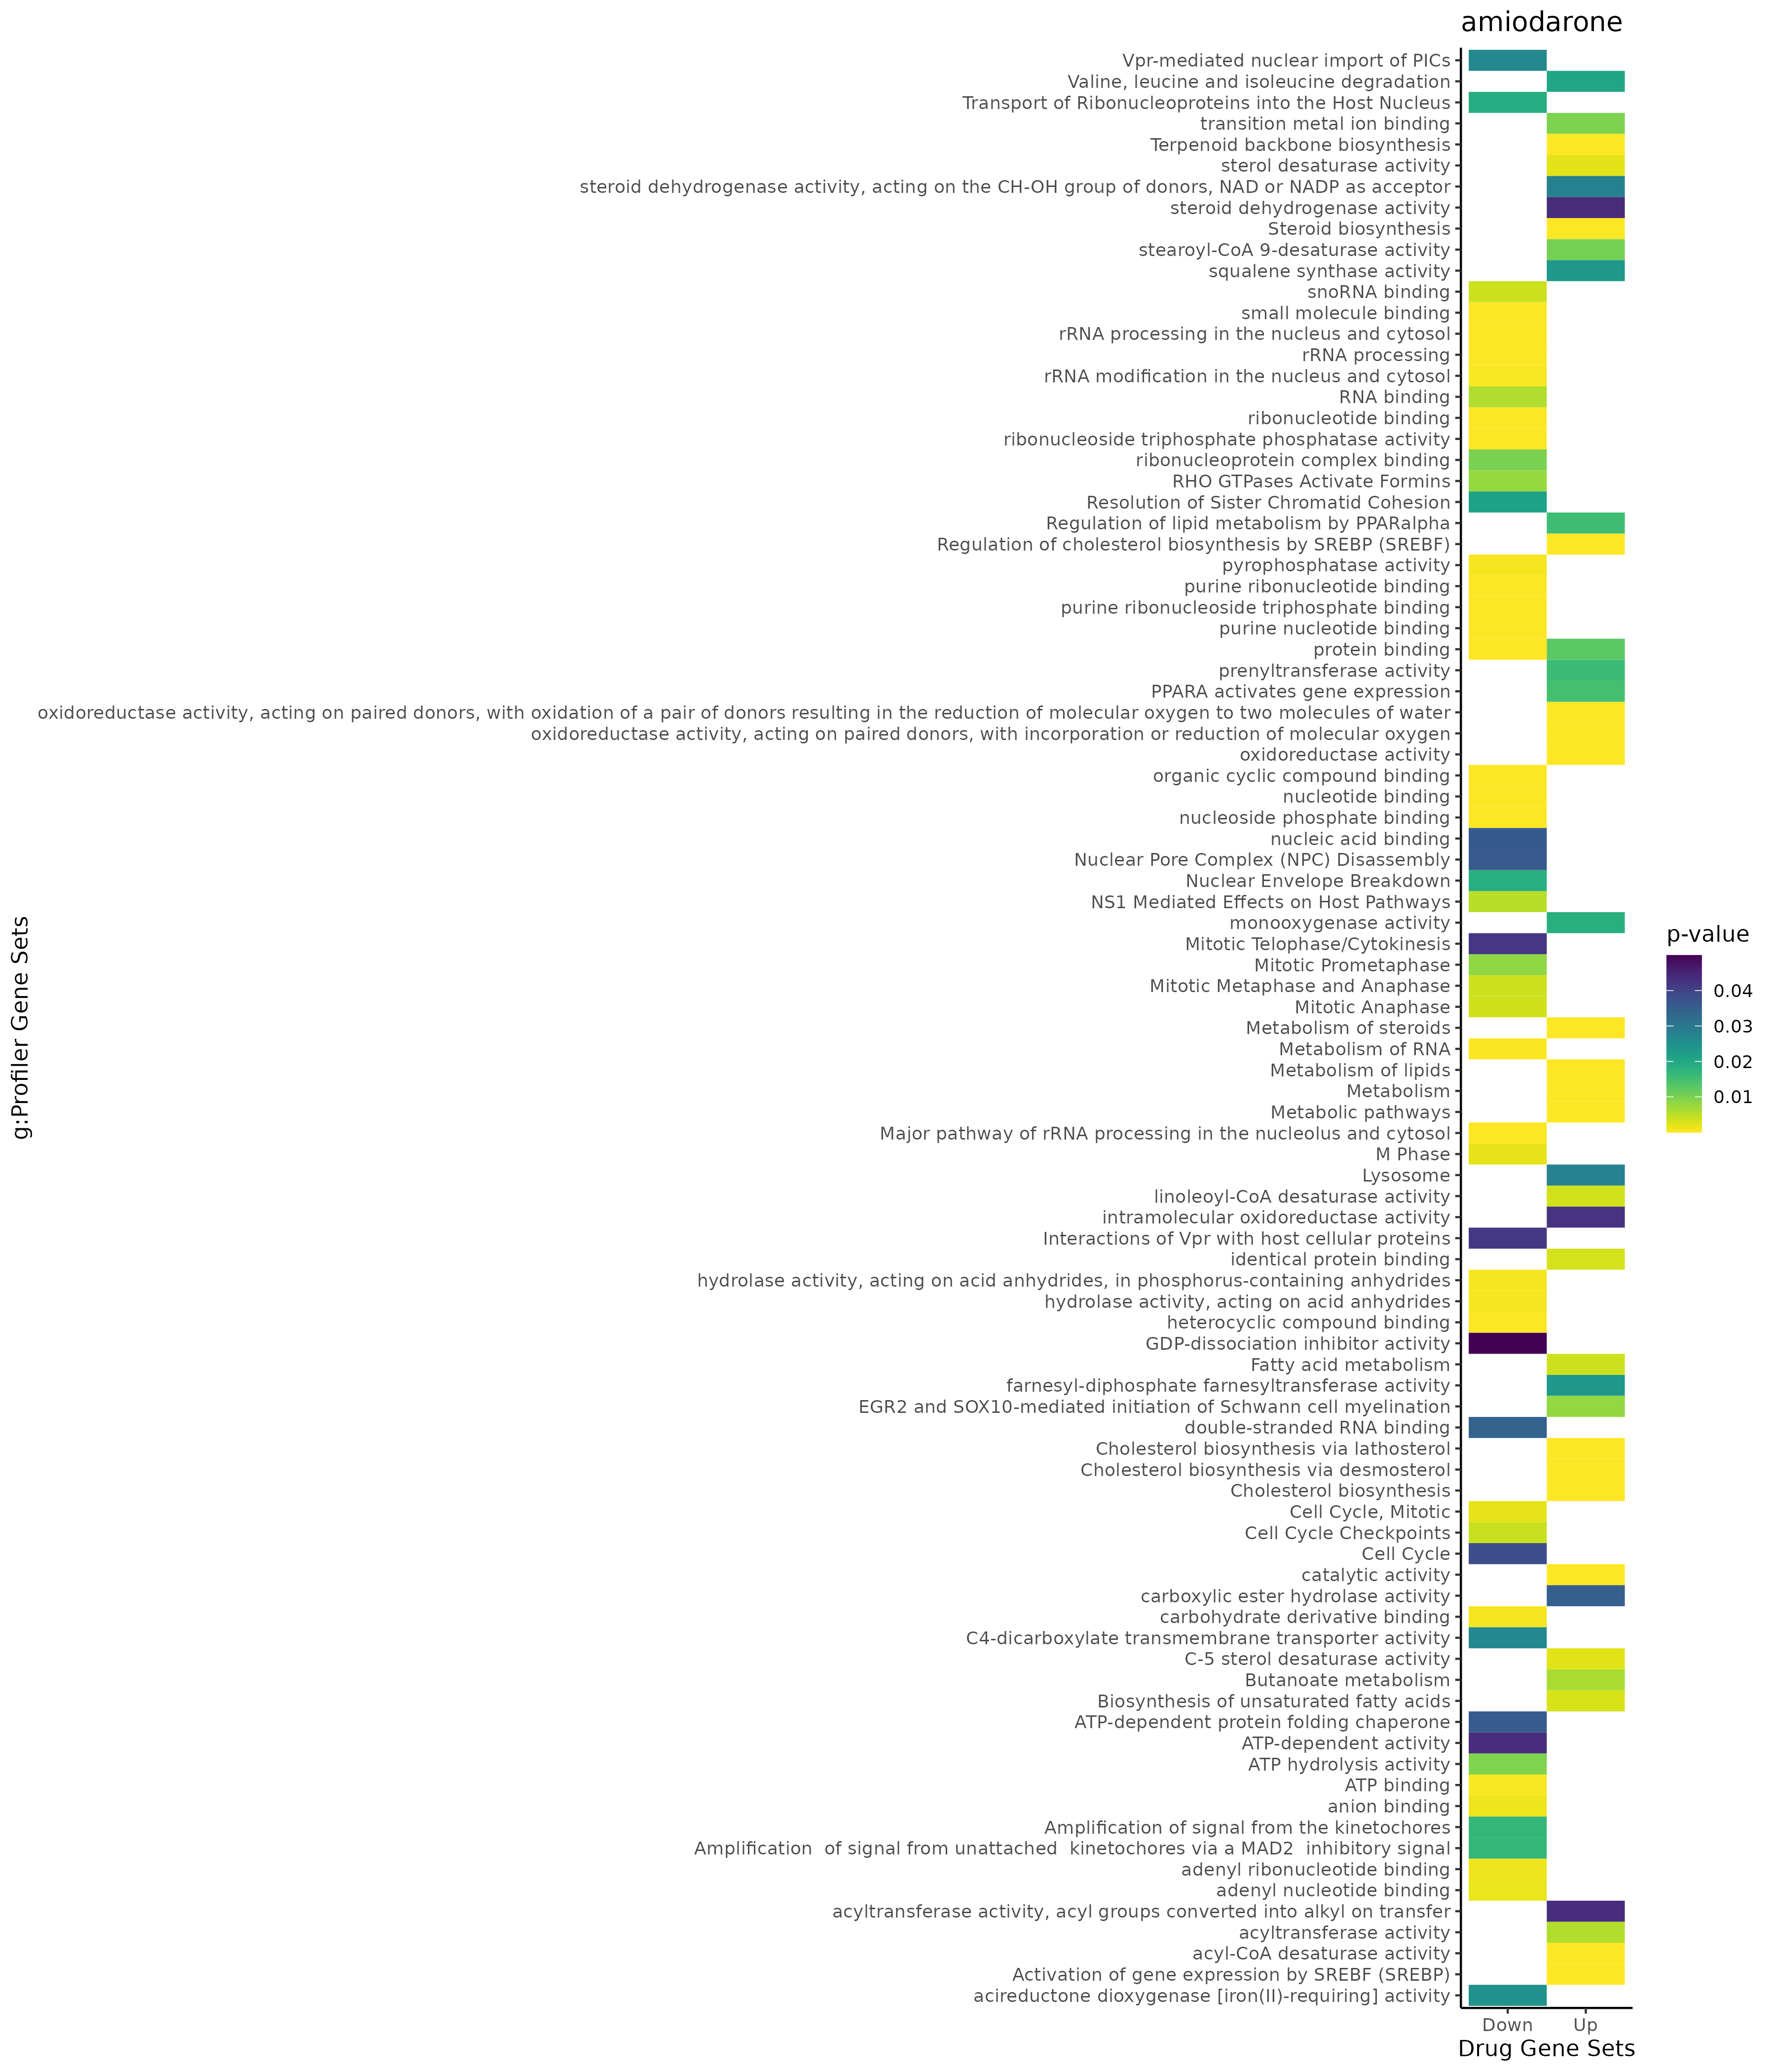 amiodarone
Vpr-mediated nuclear import of PICs
Valine, leucine and isoleucine degradation
Transport of Ribonucleoproteins into the Host Nucleus
transition metal ion binding
Terpenoid backbone biosynthesis
sterol desaturase activity
steroid dehydrogenase activity, acting on the CH-OH group of donors, NAD or NADP as acceptor
steroid dehydrogenase activity
Steroid biosynthesis
stearoyl-CoA 9-desaturase activity
squalene synthase activity
snoRNA binding
small molecule binding
rRNA processing in the nucleus and cytosol
rRNA processing
rRNA modification in the nucleus and cytosol
RNA binding
ribonucleotide binding
ribonucleoside triphosphate phosphatase activity
ribonucleoprotein complex binding
RHO GTPases Activate Formins
Resolution of Sister Chromatid Cohesion
Regulation of lipid metabolism by PPARalpha
Regulation of cholesterol biosynthesis by SREBP (SREBF)
pyrophosphatase activity
purine ribonucleotide binding
purine ribonucleoside triphosphate binding
purine nucleotide binding
protein binding
prenyltransferase activity
PPARA activates gene expression
oxidoreductase activity, acting on paired donors, with oxidation of a pair of donors resulting in the reduction of molecular oxygen to two molecules of water
oxidoreductase activity, acting on paired donors, with incorporation or reduction of molecular oxygen
oxidoreductase activity
organic cyclic compound binding
nucleotide binding
nucleoside phosphate binding
nucleic acid binding
Nuclear Pore Complex (NPC) Disassembly
Nuclear Envelope Breakdown
NS1 Mediated Effects on Host Pathways
monooxygenase activity
Mitotic Telophase/Cytokinesis
Mitotic Prometaphase
Mitotic Metaphase and Anaphase
Mitotic Anaphase
Metabolism of steroids
Metabolism of RNA
Metabolism of lipids
Metabolism
Metabolic pathways
Major pathway of rRNA processing in the nucleolus and cytosol
M Phase
Lysosome
linoleoyl-CoA desaturase activity
intramolecular oxidoreductase activity
Interactions of Vpr with host cellular proteins
identical protein binding
hydrolase activity, acting on acid anhydrides, in phosphorus-containing anhydrides
hydrolase activity, acting on acid anhydrides
heterocyclic compound binding
GDP-dissociation inhibitor activity
Fatty acid metabolism
farnesyl-diphosphate farnesyltransferase activity
EGR2 and SOX10-mediated initiation of Schwann cell myelination
double-stranded RNA binding
Cholesterol biosynthesis via lathosterol
Cholesterol biosynthesis via desmosterol
Cholesterol biosynthesis
Cell Cycle, Mitotic
Cell Cycle Checkpoints
Cell Cycle
catalytic activity
carboxylic ester hydrolase activity
carbohydrate derivative binding
C4-dicarboxylate transmembrane transporter activity
C-5 sterol desaturase activity
Butanoate metabolism
Biosynthesis of unsaturated fatty acids
ATP-dependent protein folding chaperone
ATP-dependent activity
ATP hydrolysis activity
ATP binding
anion binding
Amplification of signal from the kinetochores
Amplification  of signal from unattached  kinetochores via a MAD2  inhibitory signal
adenyl ribonucleotide binding
adenyl nucleotide binding
acyltransferase activity, acyl groups converted into alkyl on transfer
acyltransferase activity
acyl-CoA desaturase activity
Activation of gene expression by SREBF (SREBP)
acireductone dioxygenase [iron(II)-requiring] activity
Down
Up
Drug Gene Sets
g:Profiler Gene Sets
p-value
0.04
0.03
0.02
0.01